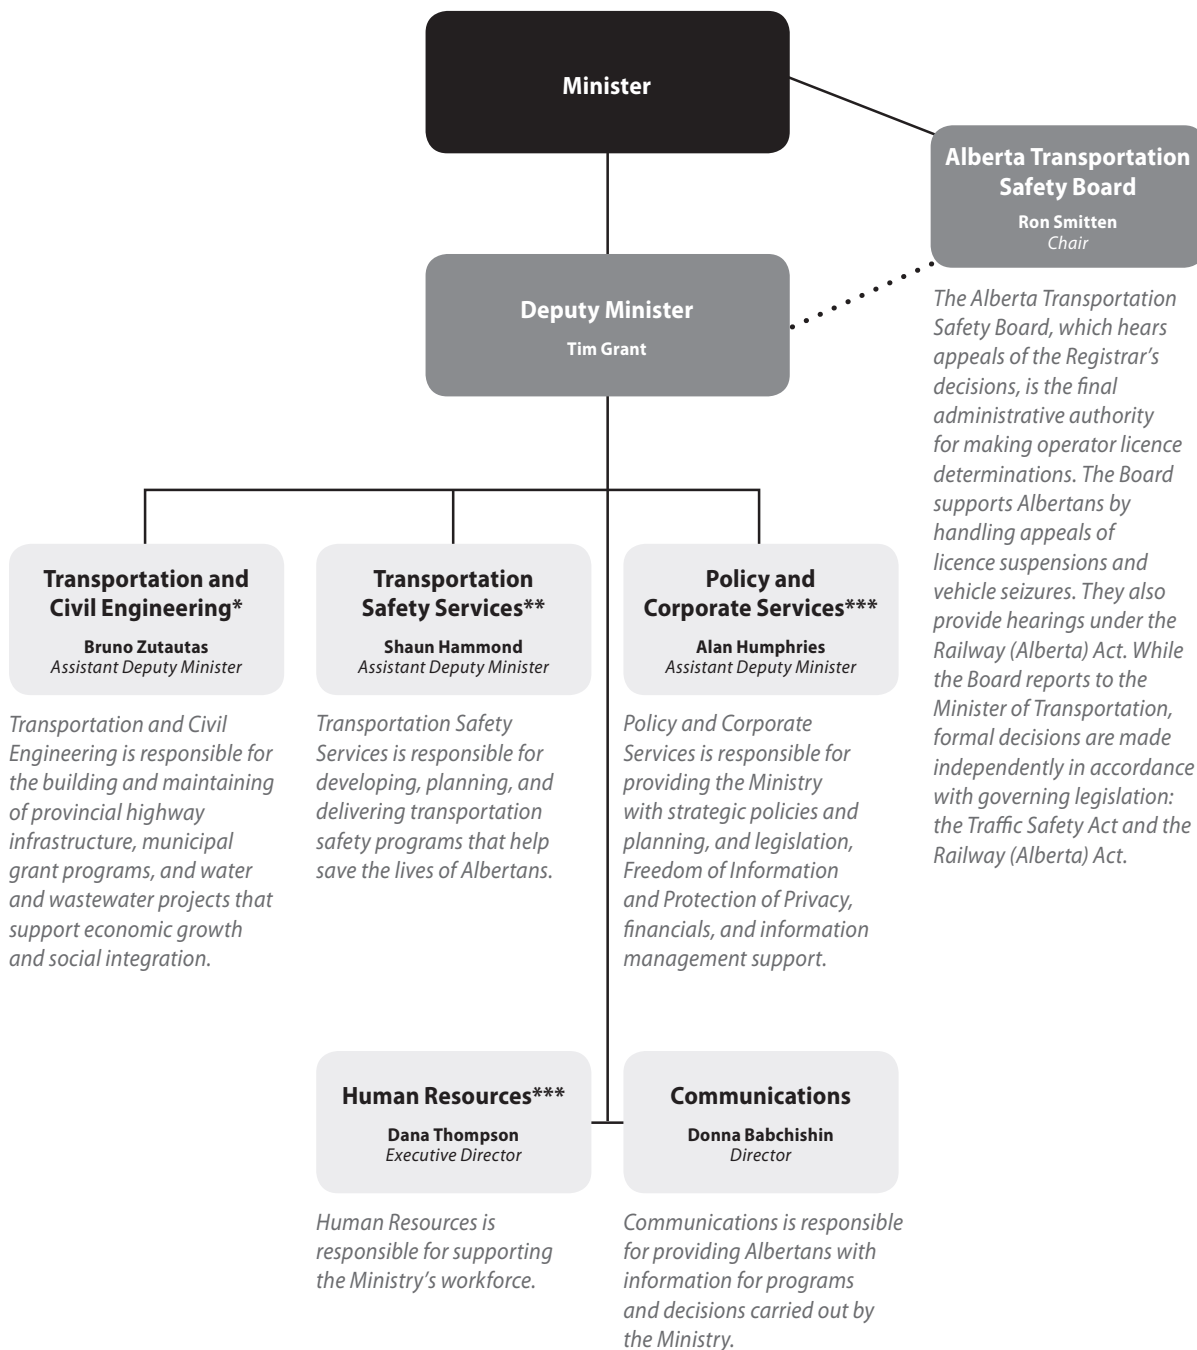 Minister
Alberta Transportation
Safety Board
Ron Smitten
Chair
Deputy Minister
Tim Grant
The Alberta Transportation
Safety Board, which hears
appeals of the Registrar's
decisions, is the final
administrative authority
for making operator licence
determinations. The Board
supports Albertans by
handling appeals of
licence suspensions and
vehicle seizures. They also
provide hearings under the
Railway (Alberta) Act. While
the Board reports to the
Minister of Transportation,
formal decisions are made
independently in accordance
with governing legislation:
the Traffic Safety Act and the
Railway (Alberta) Act.
Transportation and
Civil Engineering*
Bruno Zutautas
Assistant Deputy Minister
Transportation and Civil
Engineering is responsible for
the building and maintaining
of provincial highway
infrastructure, municipal
grant programs, and water
and wastewater projects that
support economic growth
and social integration.
Transportation
Safety Services**
Shaun Hammond
Assistant Deputy Minister
Transportation Safety
Services is responsible for
developing, planning, and
delivering transportation
safety programs that help
save the lives of Albertans.
Policy and
Corporate Services***
Alan Humphries
Assistant Deputy Minister
Policy and Corporate
Services is responsible for
providing the Ministry
with strategic policies and
planning, and legislation,
Freedom of Information
and Protection of Privacy,
financials, and information
management support.
Human Resources***
Dana Thompson
Executive Director
Human Resources is
responsible for supporting
the Ministry's workforce.
Communications
Donna Babchishin
Director
Communications is responsible
for providing Albertans with
information for programs
and decisions carried out by
the Ministry.